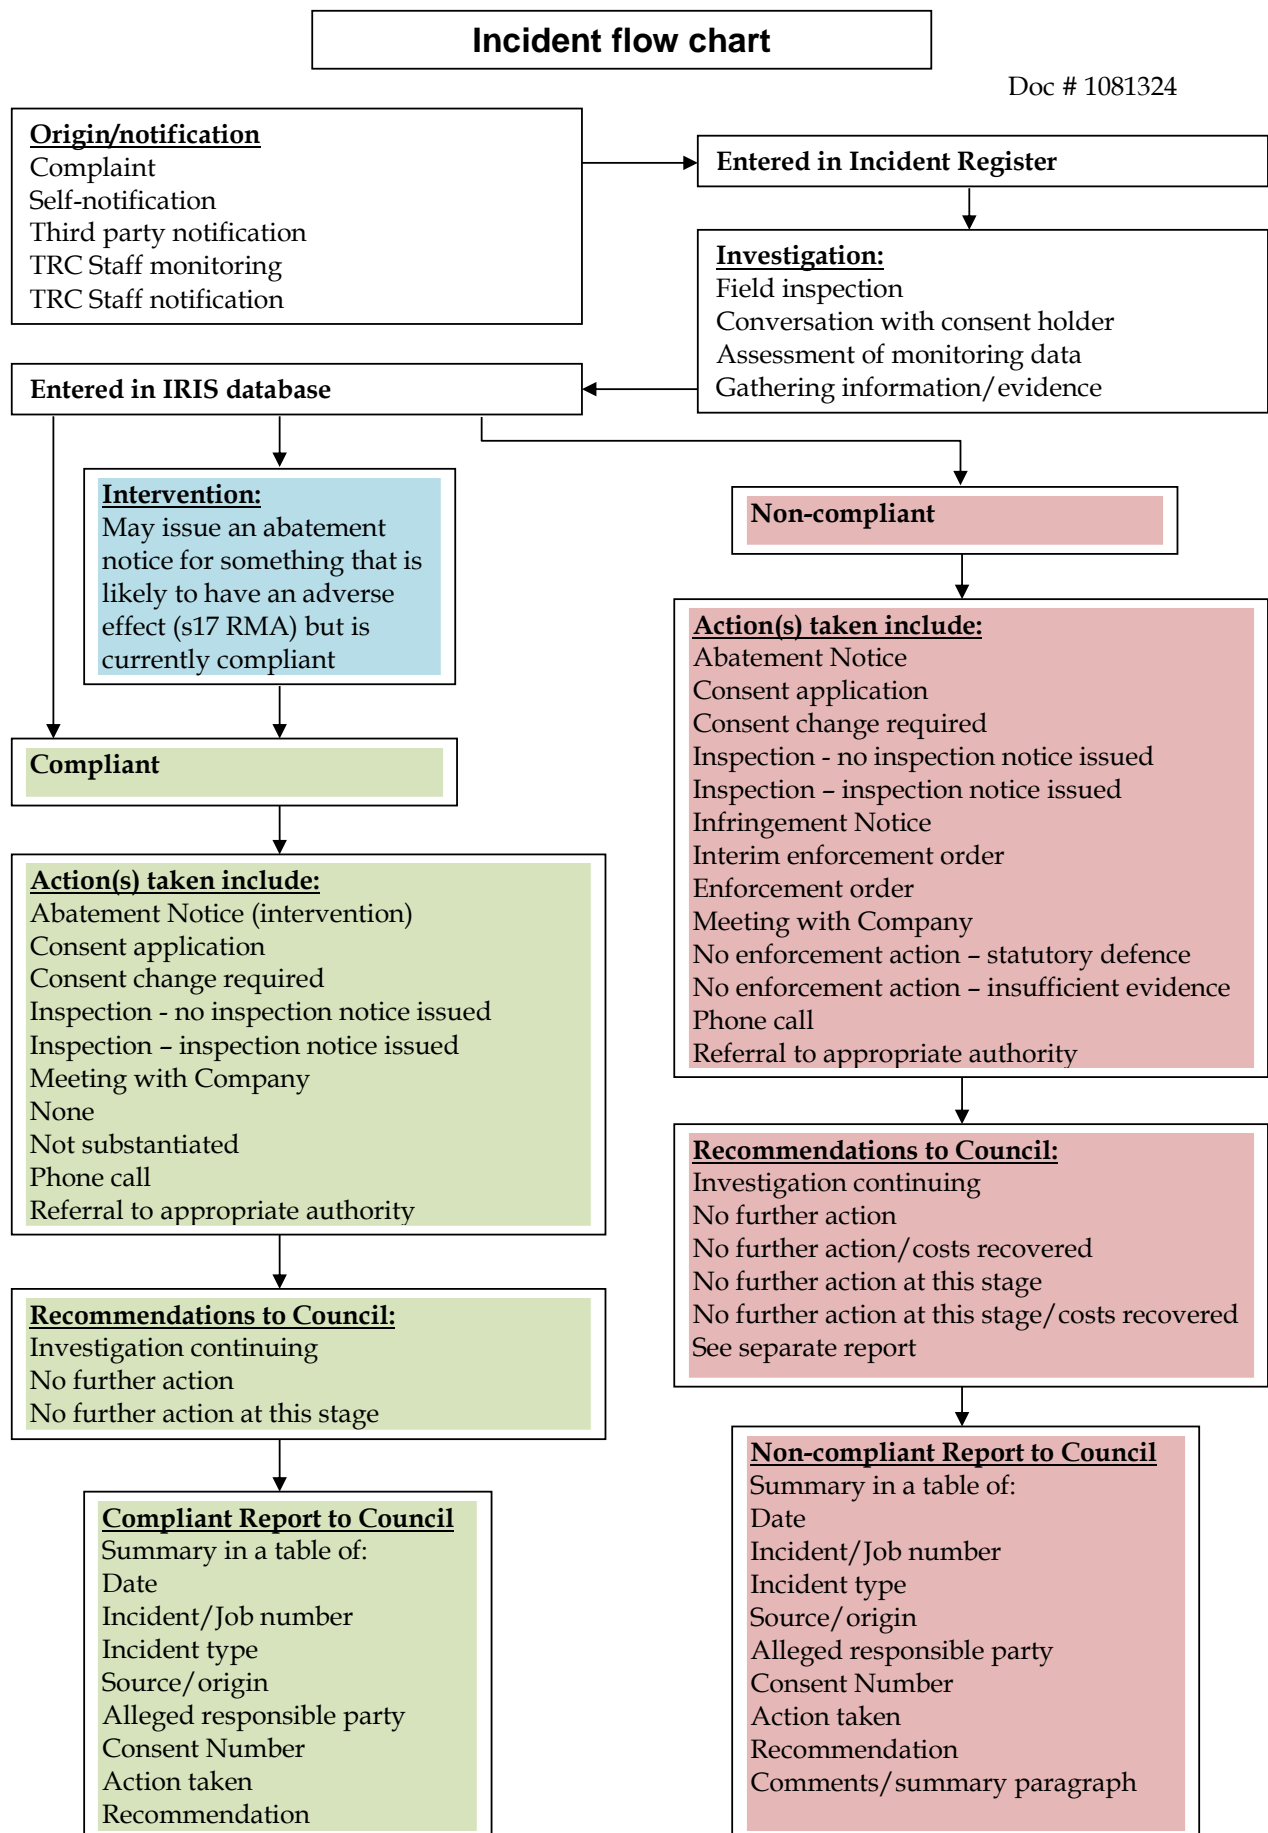 Incident flow chart
Doc # 1081324
Origin/notification
Complaint
Self-notification
Third party notification
TRC Staff monitoring
TRC Staff notification
Entered in Incident Register
Investigation:
Field inspection
Conversation with consent holder
Assessment of monitoring data
Gathering information/evidence
Entered in IRIS database
Intervention:
May issue an abatement
notice for something that is
likely to have an adverse
effect (s17 RMA) but is
currently compliant
Non-compliant
Compliant
Action(s) taken include:
Abatement Notice (intervention)
Consent application
Consent change required
Inspection - no inspection notice issued
Inspection – inspection notice issued
Meeting with Company
None
Not substantiated
Phone call
Referral to appropriate authority
Action(s) taken include:
Abatement Notice
Consent application
Consent change required
Inspection - no inspection notice issued
Inspection – inspection notice issued
Infringement Notice
Interim enforcement order
Enforcement order
Meeting with Company
No enforcement action – statutory defence
No enforcement action – insufficient evidence
Phone call
Referral to appropriate authority
Recommendations to Council:
Investigation continuing
No further action
No further action at this stage
Recommendations to Council:
Investigation continuing
No further action
No further action/costs recovered
No further action at this stage
No further action at this stage/costs recovered
See separate report
Compliant Report to Council
Summary in a table of:
Date
Incident/Job number
Incident type
Source/origin
Alleged responsible party
Consent Number
Action taken
Recommendation
Non-compliant Report to Council
Summary in a table of:
Date
Incident/Job number
Incident type
Source/origin
Alleged responsible party
Consent Number
Action taken
Recommendation
Comments/summary paragraph